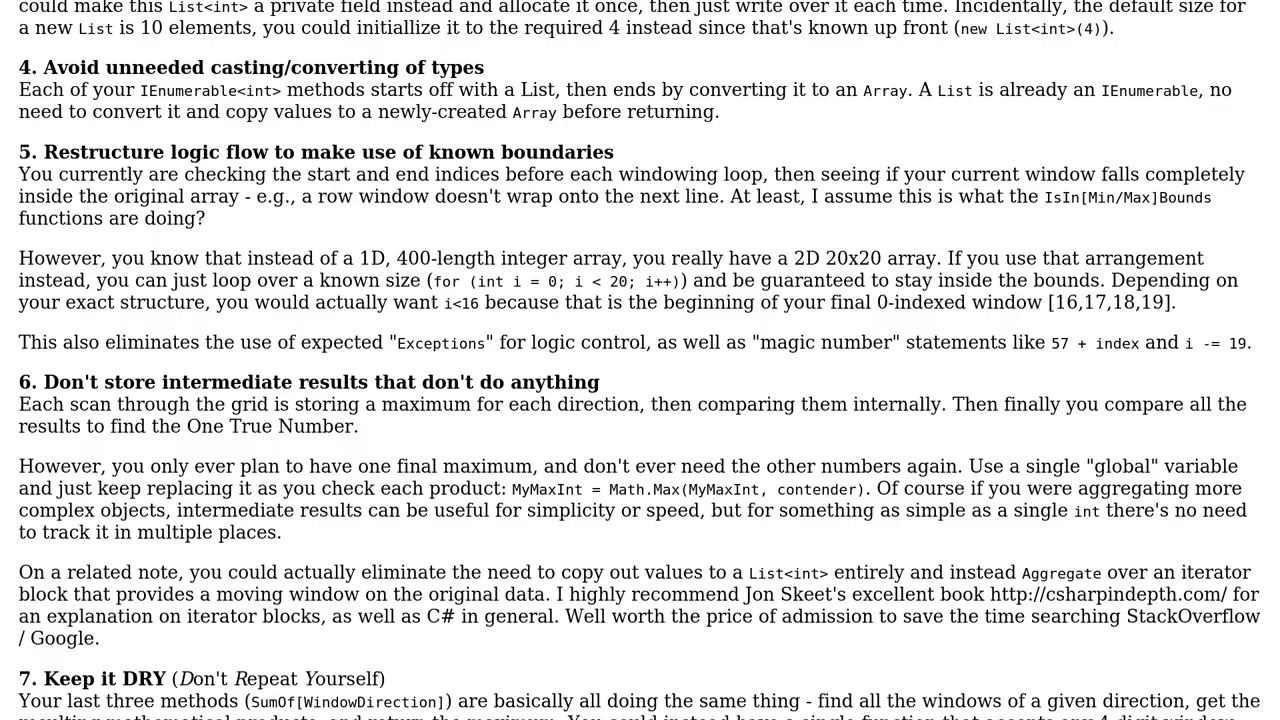 could make this List<int> a private field instead and allocate it once, then just write over it each time. Incidentally, the default size for
a new List is 10 elements, you could initiallize it to the required 4 instead since that's known up front (new List<int>(4)).
4. Avoid unneeded casting/converting of types
Each of your IEnumerable<int> methods starts off with a List, then ends by converting it to an Array. A List is already an IEnumerable, no
need to convert it and copy values to a newly-created Array before returning.
5. Restructure logic flow to make use of known boundaries
You currently are checking the start and end indices before each windowing loop, then seeing if your current window falls completely
inside the original array - e.g., a row window doesn't wrap onto the next line. At least, I assume this is what the IsIn[Min/Max]Bounds
functions are doing?
However, you know that instead of a 1D, 400-length integer array, you really have a 2D 20x20 array. If you use that arrangement
instead, you can just loop over a known size (for (int i = 0; i < 20; i++)) and be guaranteed to stay inside the bounds. Depending on
your exact structure, you would actually want i<16 because that is the beginning of your final 0-indexed window [16,17,18,19].
This also eliminates the use of expected "Exceptions" for logic control, as well as "magic number" statements like 57 + index and i -= 19.
6. Don't store intermediate results that don't do anything
Each scan through the grid is storing a maximum for each direction, then comparing them internally. Then finally you compare all the
results to find the One True Number.
However, you only ever plan to have one final maximum, and don't ever need the other numbers again. Use a single "global" variable
and just keep replacing it as you check each product: MyMaxInt = Math.Max(MyMaxInt, contender). Of course if you were aggregating more
complex objects, intermediate results can be useful for simplicity or speed, but for something as simple as a single int there's no need
to track it in multiple places.
On a related note, you could actually eliminate the need to copy out values to a List<int> entirely and instead Aggregate over an iterator
block that provides a moving window on the original data. I highly recommend Jon Skeet's excellent book http://csharpindepth.com/ for
an explanation on iterator blocks, as well as C# in general. Well worth the price of admission to save the time searching StackOverflow
/ Google.
7. Keep it DRY (Don't Repeat Yourself)
Your last three methods (SumOf[WindowDirection]) are basically all doing the same thing - find all the windows of a given direction, get the